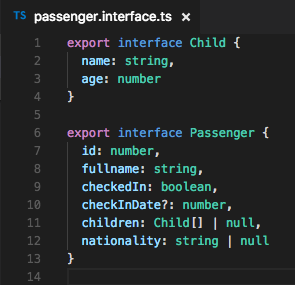 TS passenger.interface.ts ×
1 export interface Child {
2 name: string,
3 age: number
4 }
5
6 export interface Passenger {
7 id: number,
8 fullname: string,
9 checkedIn: boolean,
10 checkInDate?: number,
11 children: Child[] | null,
12 nationality: string | null
13 }
14